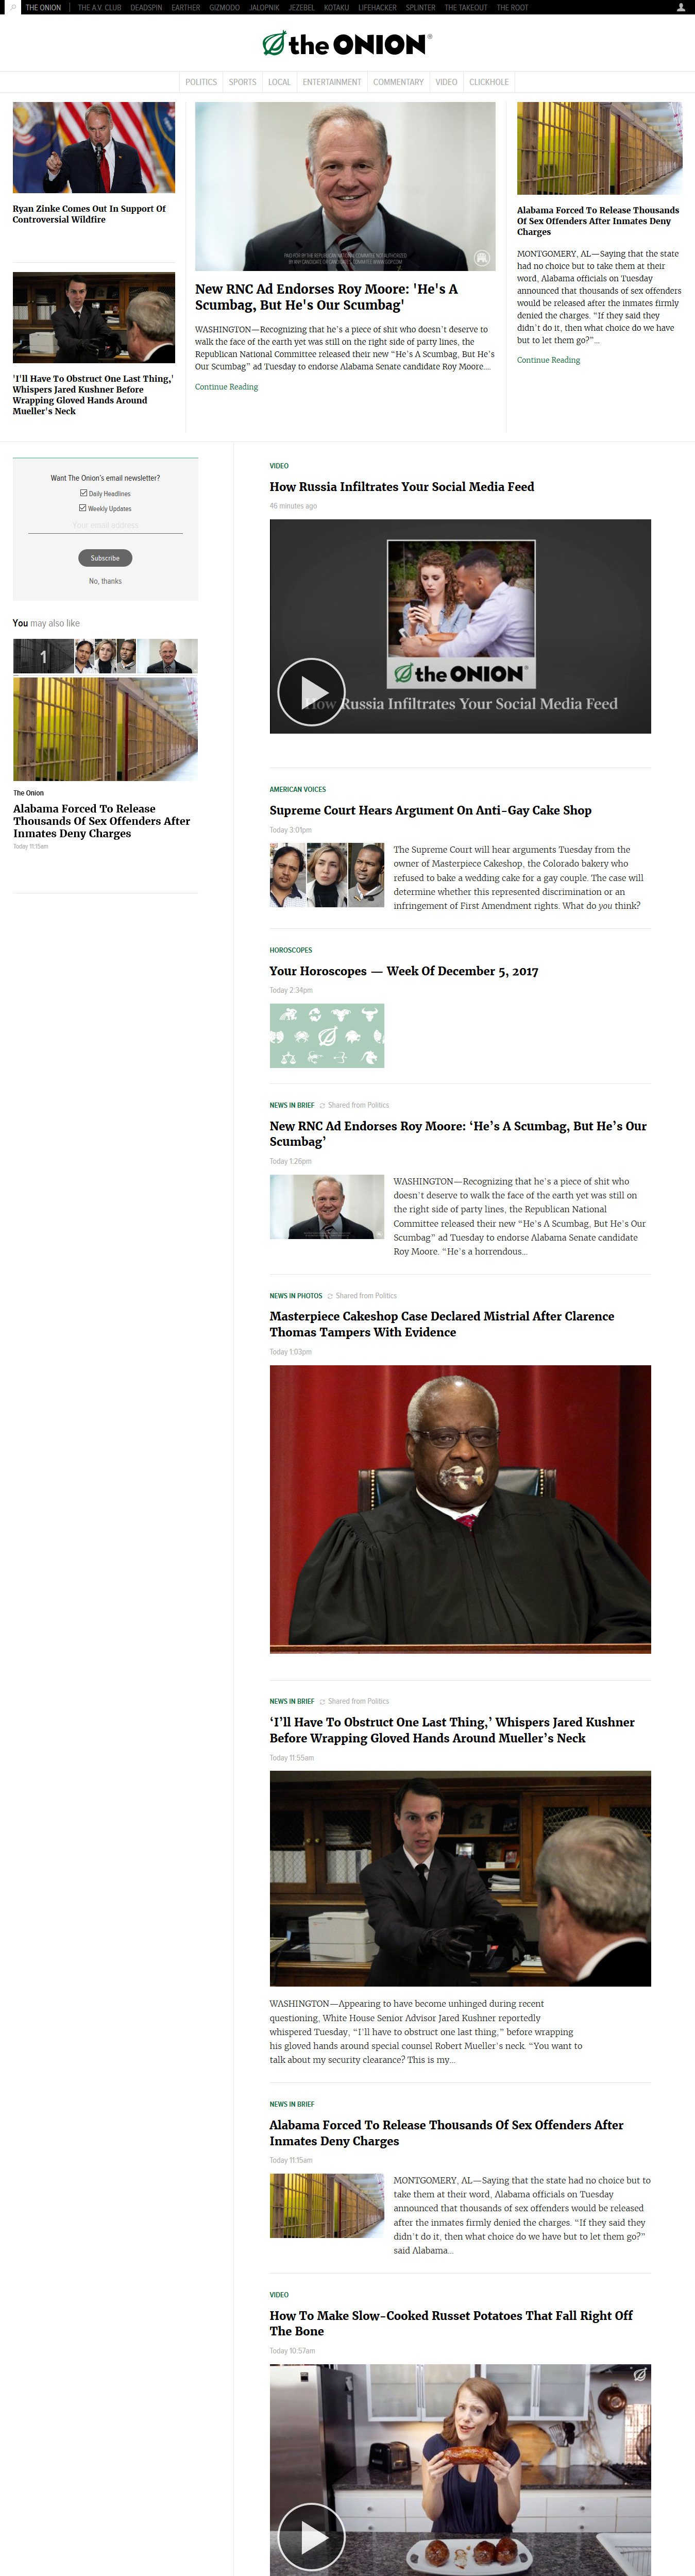 THE ONION
THE A.V. CLUB DEADSPIN EARTHER GIZMODO JALOPNIK JEZEBEL KOTAKU LIFEHACKER SPLINTER THE TAKEOUT THE ROOT
the ONION®
POLITICS SPORTS LOCAL ENTERTAINMENT COMMENTARY VIDEO CLICKHOLE
Ryan Zinke Comes Out In Support Of
Controversial Wildfire
'I'll Have To Obstruct One Last Thing,'
Whispers Jared Kushner Before
Wrapping Gloved Hands Around
Mueller's Neck
New RNC Ad Endorses Roy Moore: 'He's A
Scumbag, But He's Our Scumbag'
WASHINGTON—Recognizing that he's a piece of shit who doesn't deserve to
walk the face of the earth yet was still on the right side of party lines, the
Republican National Committee released their new “He's A Scumbag, But He's
Our Scumbag” ad Tuesday to endorse Alabama Senate candidate Roy Moore....
Continue Reading
Alabama Forced To Release Thousands
Of Sex Offenders After Inmates Deny
Charges
MONTGOMERY, AL—Saying that the state
had no choice but to take them at their
word, Alabama officials on Tuesday
announced that thousands of sex offenders
would be released after the inmates firmly
denied the charges. “If they said they
didn't do it, then what choice do we have
but to let them go?”...
Continue Reading
Want The Onion's email newsletter?
Daily Headlines
Weekly Updates
Your email address
Subscribe
No, thanks
You may also like
1
The Onion
Alabama Forced To Release
Thousands Of Sex Offenders After
Inmates Deny Charges
Today 11:15am
VIDEO
How Russia Infiltrates Your Social Media Feed
46 minutes ago
the ONION®
How Russia Infiltrates Your Social Media Feed
AMERICAN VOICES
Supreme Court Hears Argument On Anti-Gay Cake Shop
Today 3:01pm
The Supreme Court will hear arguments Tuesday from the
owner of Masterpiece Cakeshop, the Colorado bakery who
refused to bake a wedding cake for a gay couple. The case will
determine whether this represented discrimination or an
infringement of First Amendment rights. What do you think?
HOROSCOPES
Your Horoscopes — Week Of December 5, 2017
Today 2:34pm
NEWS IN BRIEF Shared from Politics
New RNC Ad Endorses Roy Moore: ‘He’s A Scumbag, But He’s Our
Scumbag’
Today 1:26pm
WASHINGTON—Recognizing that he's a piece of shit who
doesn't deserve to walk the face of the earth yet was still on
the right side of party lines, the Republican National
Committee released their new “He's A Scumbag, But He's Our
Scumbag” ad Tuesday to endorse Alabama Senate candidate
Roy Moore. “He's a horrendous...
NEWS IN PHOTOS Shared from Politics
Masterpiece Cakeshop Case Declared Mistrial After Clarence
Thomas Tampers With Evidence
Today 1:03pm
NEWS IN BRIEF Shared from Politics
‘I’ll Have To Obstruct One Last Thing,’ Whispers Jared Kushner
Before Wrapping Gloved Hands Around Mueller’s Neck
Today 11:55am
WASHINGTON—Appearing to have become unhinged during recent
questioning, White House Senior Advisor Jared Kushner reportedly
whispered Tuesday, “I'll have to obstruct one last thing,” before wrapping
his gloved hands around special counsel Robert Mueller's neck. “You want to
talk about my security clearance? This is my...
NEWS IN BRIEF
Alabama Forced To Release Thousands Of Sex Offenders After
Inmates Deny Charges
Today 11:15am
MONTGOMERY, AL—Saying that the state had no choice but to
take them at their word, Alabama officials on Tuesday
announced that thousands of sex offenders would be released
after the inmates firmly denied the charges. “If they said they
didn't do it, then what choice do we have but to let them go?”
said Alabama...
VIDEO
How To Make Slow-Cooked Russet Potatoes That Fall Right Off
The Bone
Today 10:57am